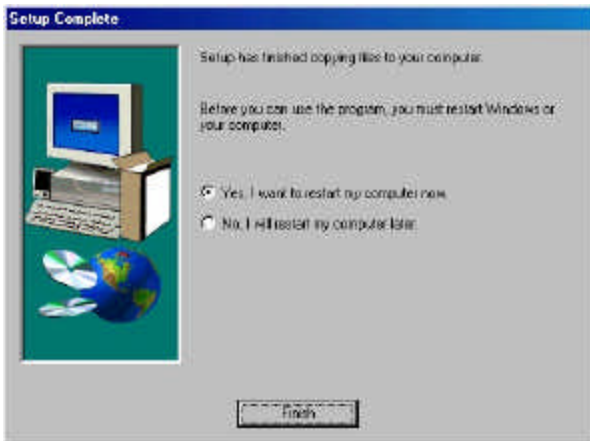 Setup Complete
Setup has finished copying files to your computer.
Before you can use the program, you must restart Windows or
your computer.
Yes, I want to restart my computer now.
No, I will restart my computer later.
Finish